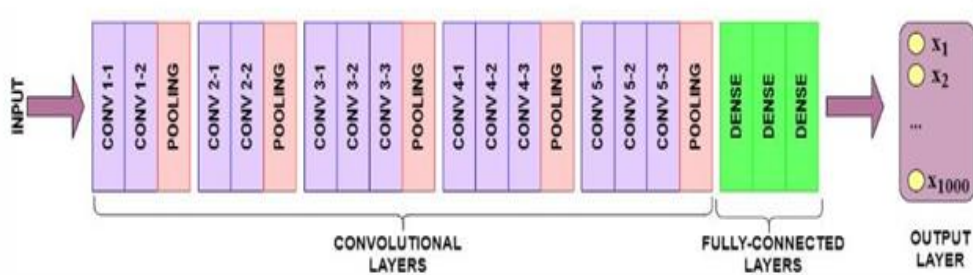 INPUT
CONV 1-1
CONV 1-2
POOLING
CONV 2-1
CONV 2-2
POOLING
CONV 3-1
CONV 3-2
CONV 3-3
POOLING
CONV 4-1
CONV 4-2
CONV 4-3
POOLING
CONV 5-1
CONV 5-2
CONV 5-3
POOLING
DENSE
DENSE
DENSE
x1
x2
...
x1000
CONVOLUTIONAL
LAYERS
FULLY-CONNECTED
LAYERS
OUTPUT
LAYER